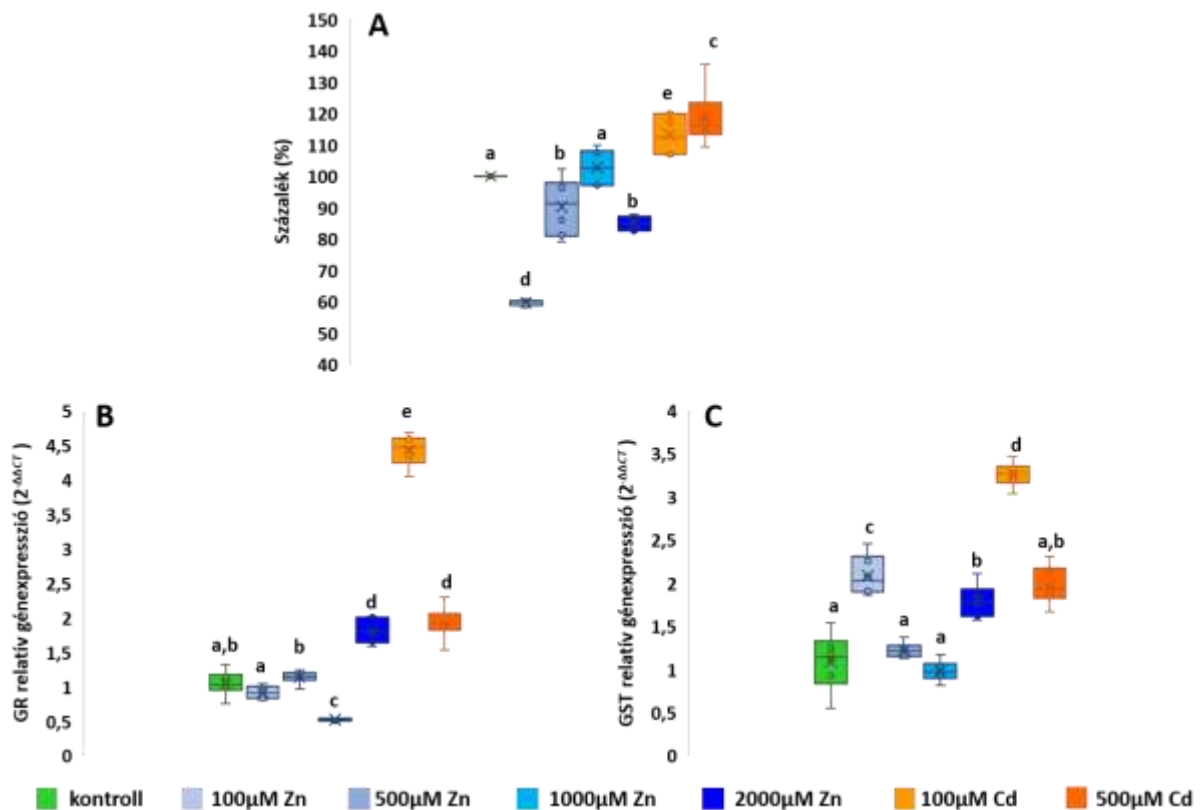 A
Százalék (%)
150
140
130
120
110
100
90
80
70
60
50
40
a
d
b
a
b
e
c
B
GR relatív génexpresszió (2-ΔΔCT)
5
4,5
4
3,5
3
2,5
2
1,5
1
0,5
0
a,b
a
b
c
d
e
d
C
GST relatív génexpresszió (2-ΔΔCT)
4
3,5
3
2,5
2
1,5
1
0,5
0
a
c
a
a
b
d
a,b
kontroll 100µM Zn 500µM Zn 1000µM Zn 2000µM Zn 100µM Cd 500µM Cd